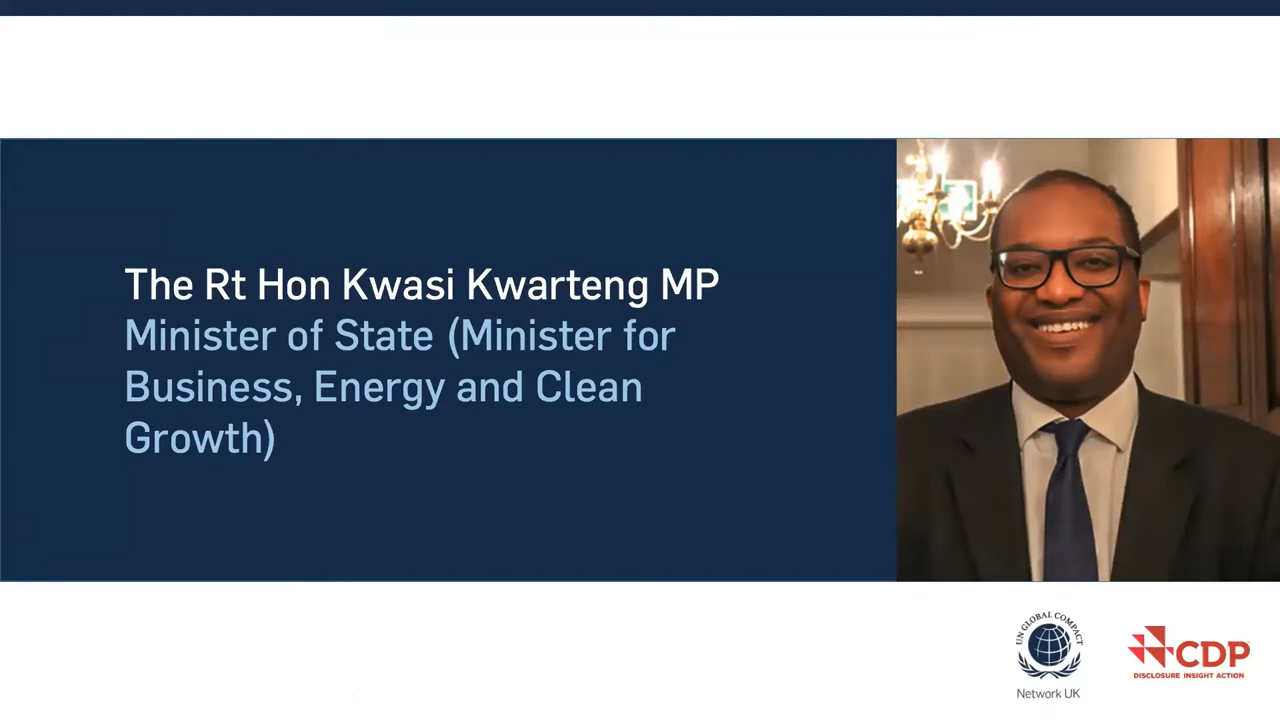 The Rt Hon Kwasi Kwarteng MP
Minister of State (Minister for
Business, Energy and Clean
Growth)
UN GLOBAL COMPACT
Network UK
CDP
DISCLOSURE INSIGHT ACTION